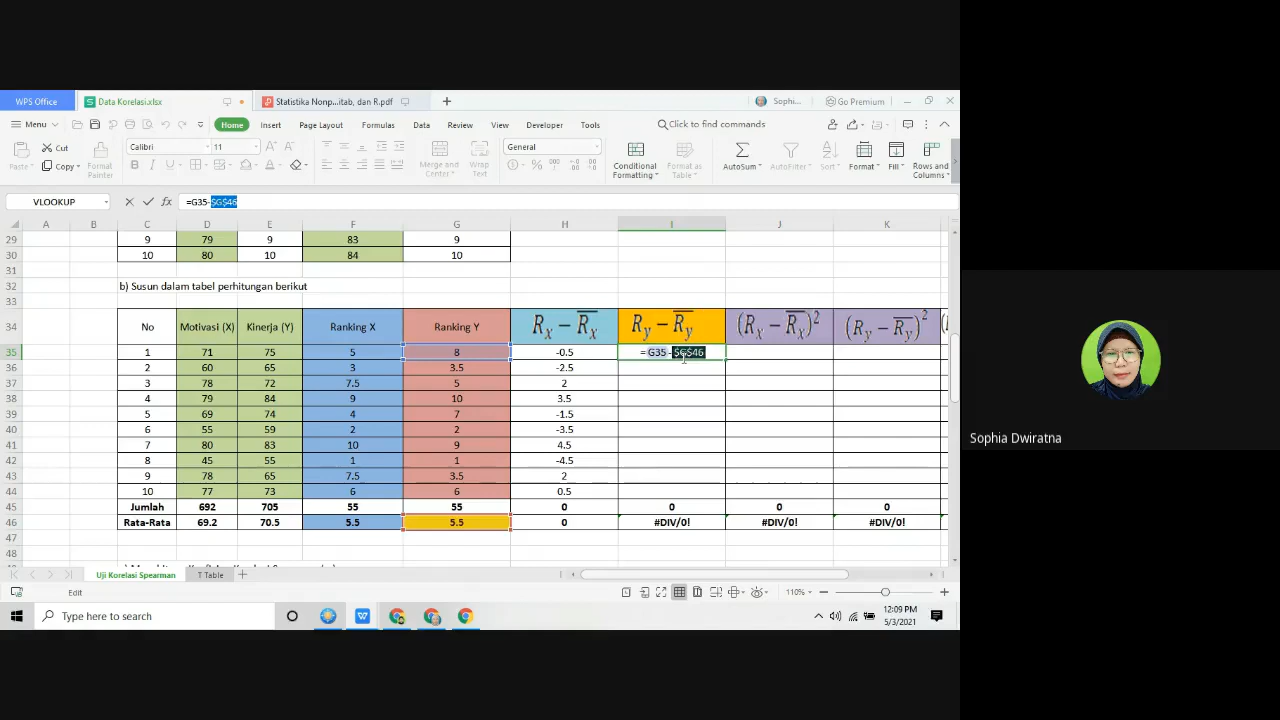 WPS Office Data Korelasi.xlsx Statistika Nonp...itab, dan R.pdf Sophi... Go Premium
Menu Home Insert Page Layout Formulas Data Review View Developer Tools Click to find commands
Paste Cut Copy Format Painter Calibri 11 Merge and Center Wrap Text General Conditional Formatting Format as Table AutoSum AutoFilter Sort Format Fill Rows and Columns
VLOOKUP fx =G35-$G$46
A B C D E F G H I J K
29 9 79 9 83 9
30 10 80 10 84 10
31
32 b) Susun dalam tabel perhitungan berikut
33
34 No Motivasi (X) Kinerja (Y) Ranking X Ranking Y Rx − R̅x Ry − R̅y (Rx − R̅x)² (Ry − R̅y)²
35 1 71 75 5 8 -0.5 =G35-$G$46
36 2 60 65 3 3.5 -2.5
37 3 78 72 7.5 5 2
38 4 79 84 9 10 3.5
39 5 69 74 4 7 -1.5
40 6 55 59 2 2 -3.5
41 7 80 83 10 9 4.5
42 8 45 55 1 1 -4.5
43 9 78 65 7.5 3.5 2
44 10 77 73 6 6 0.5
45 Jumlah 692 705 55 55 0 0 0 0
46 Rata-Rata 69.2 70.5 5.5 5.5 0 #DIV/0! #DIV/0! #DIV/0!
47
48
Uji Korelasi Spearman T Table
Edit 110%
Type here to search 12:09 PM
5/3/2021
Sophia Dwiratna